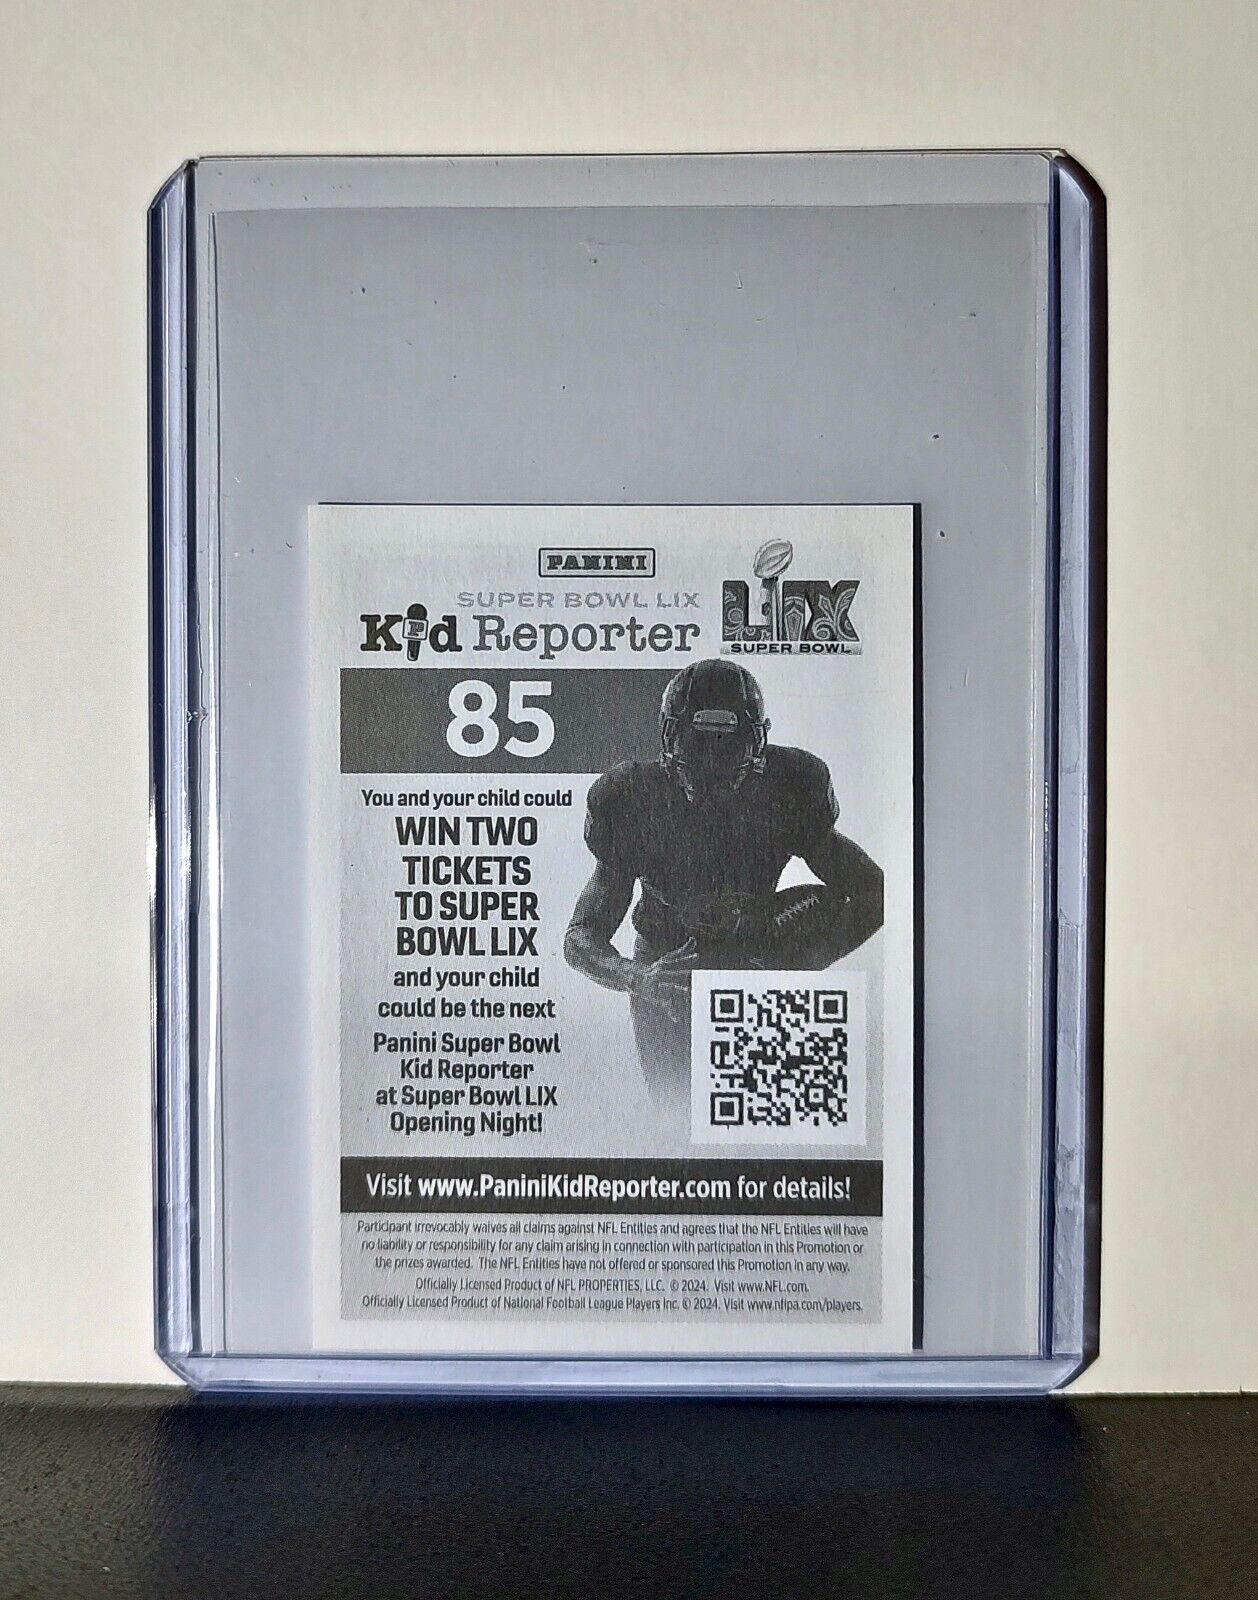 PANINI
SUPER BOWL LIX
Kid Reporter
LIX
SUPER BOWL
85
You and your child could
WIN TWO
TICKETS
TO SUPER
BOWL LIX
and your child
could be the next
Panini Super Bowl
Kid Reporter
at Super Bowl LIX
Opening Night!
Visit www.PaniniKidReporter.com for details!
Participant irrevocably waives all claims against NFL Entities and agrees that the NFL Entities will have
no liability or responsibility for any claim arising in connection with participation in this Promotion or
the prizes awarded. The NFL Entities have not offered or sponsored this Promotion in any way.
Officially Licensed Product of NFL PROPERTIES, LLC. © 2024. Visit www.NFL.com.
Officially Licensed Product of National Football League Players Inc. © 2024. Visit www.nflpa.com/players.